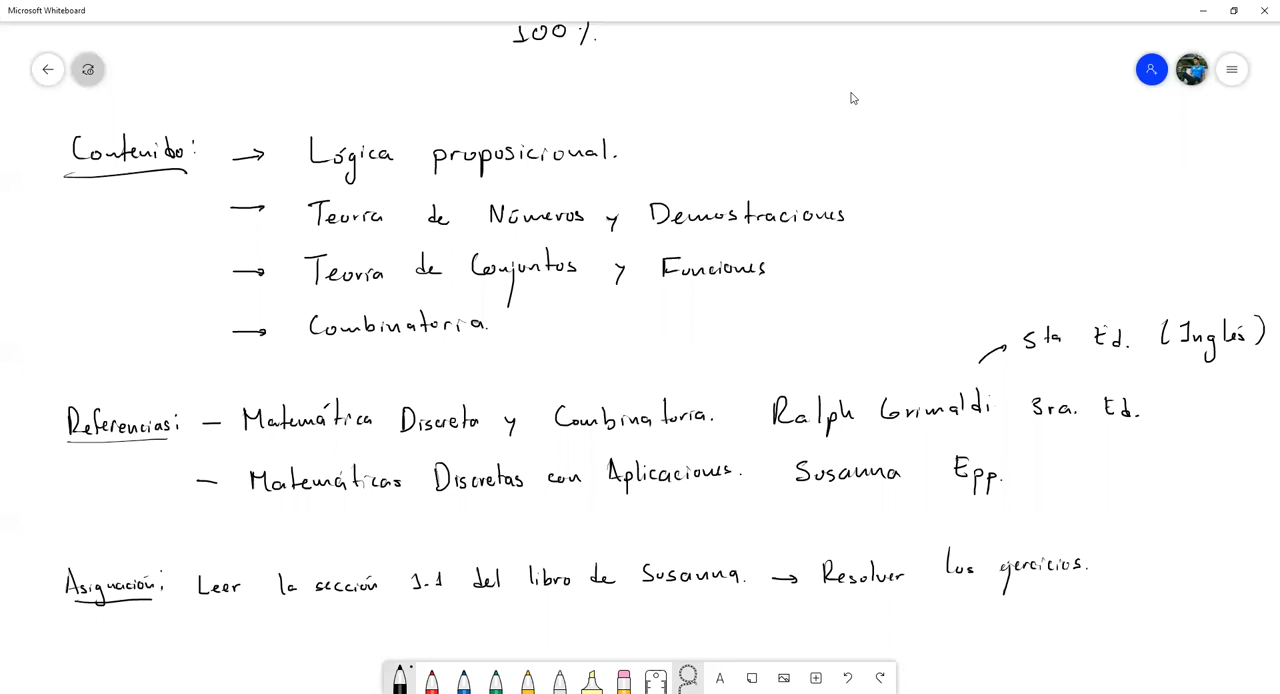 Microsoft Whiteboard
100%.
Contenido: → Lógica proposicional.
→ Teoría de Números y Demostraciones
→ Teoría de Conjuntos y Funciones
→ Combinatoria.
5ta Ed. (Inglés)
Referencias: - Matemática Discreta y Combinatoria. Ralph Grimaldi 3ra. Ed.
- Matemáticas Discretas con Aplicaciones. Susanna Epp.
Asignación: Leer la sección 1.1 del libro de Susanna. → Resolver los ejercicios.